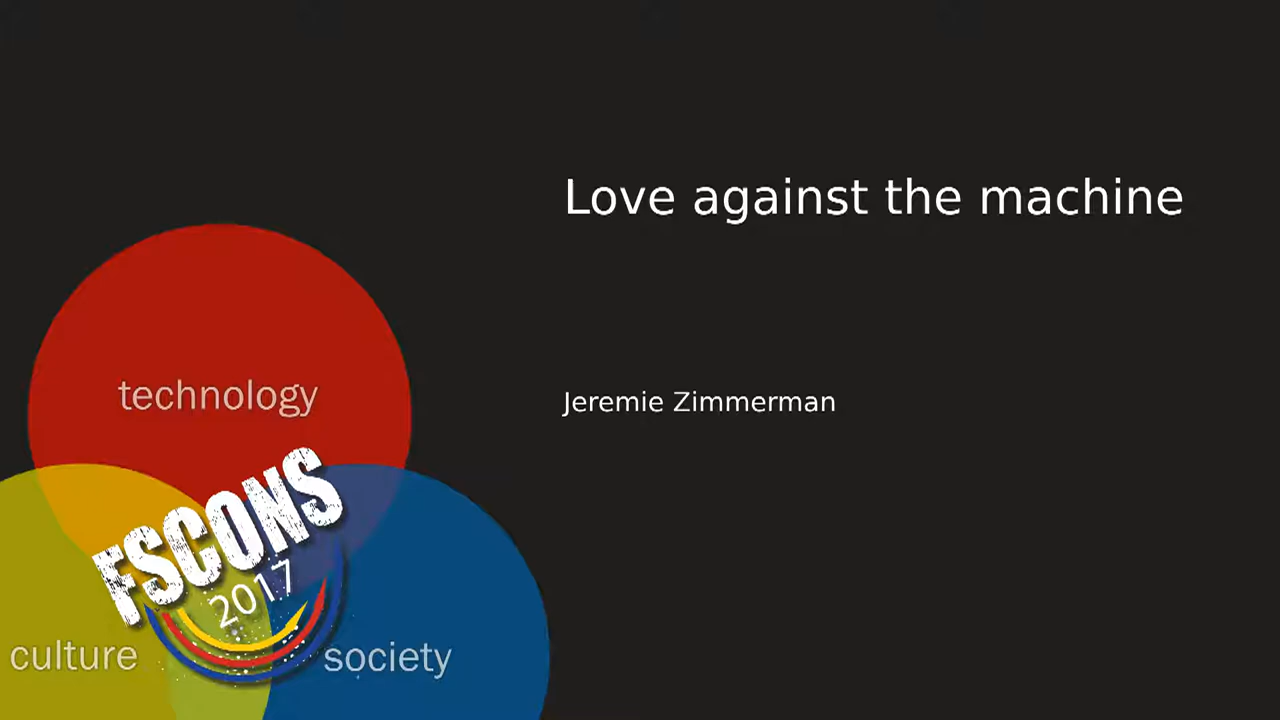 Love against the machine
Jeremie Zimmerman
technology
FSCONS
2017
culture
society